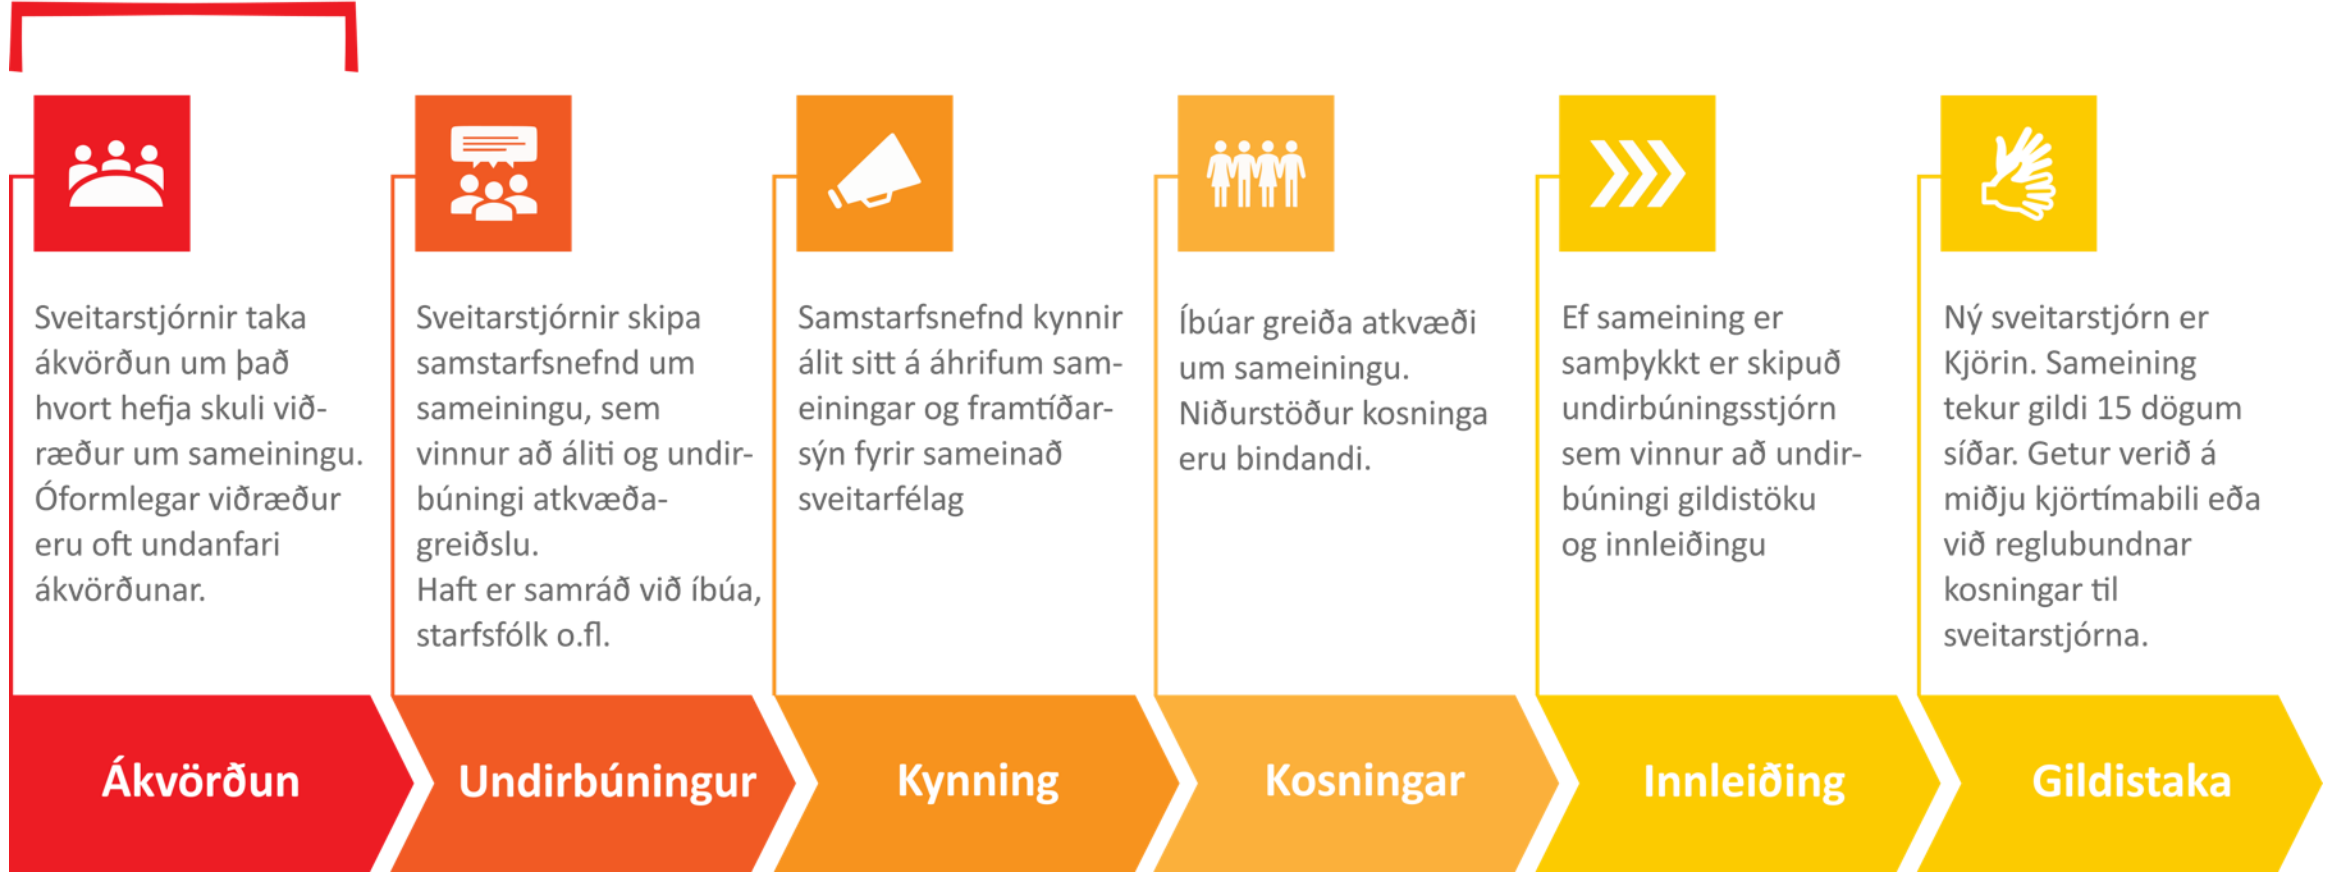 Sveitarstjórnir taka
ákvörðun um það
hvort hefja skuli við-
ræður um sameiningu.
Óformlegar viðræður
eru oft undanfari
ákvörðunar.
Sveitarstjórnir skipa
samstarfsnefnd um
sameiningu, sem
vinnur að áliti og undir-
búningi atkvæða-
greiðslu.
Haft er samráð við íbúa,
starfsfólk o.fl.
Samstarfsnefnd kynnir
álit sitt á áhrifum sam-
einingar og framtíðar-
sýn fyrir sameinað
sveitarfélag
Íbúar greiða atkvæði
um sameiningu.
Niðurstöður kosninga
eru bindandi.
Ef sameining er
samþykkt er skipuð
undirbúningsstjórn
sem vinnur að undir-
búningi gildistöku
og innleiðingu
Ný sveitarstjórn er
Kjörin. Sameining
tekur gildi 15 dögum
síðar. Getur verið á
miðju kjörtímabili eða
við reglubundnar
kosningar til
sveitarstjórna.
Ákvörðun
Undirbúningur
Kynning
Kosningar
Innleiðing
Gildistaka